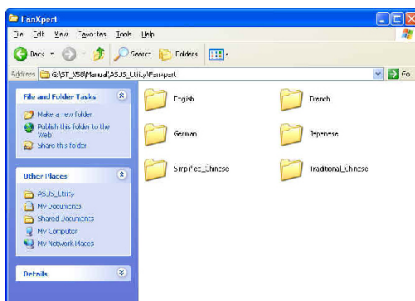 FanXpert
File Edit View Favorites Tools Help
Back Search Folders
Address G:\ST_X58\Manual\ASUS_Utility\Fanxpert Go
File and Folder Tasks
Make a new folder
Publish this folder to the
Web
Share this folder
Other Places
ASUS_Utility
My Documents
Shared Documents
My Computer
My Network Places
Details
English
French
German
Japanese
Simplified_Chinese
Traditional_Chinese